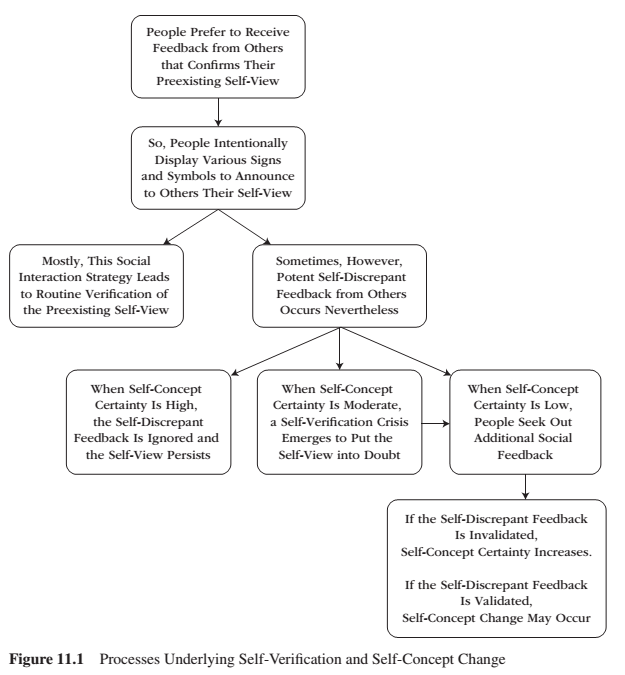 People Prefer to Receive
Feedback from Others
that Confirms Their
Preexisting Self-View
So, People Intentionally
Display Various Signs
and Symbols to Announce
to Others Their Self-View
Mostly, This Social
Interaction Strategy Leads
to Routine Verification of
the Preexisting Self-View
Sometimes, However,
Potent Self-Discrepant
Feedback from Others
Occurs Nevertheless
When Self-Concept
Certainty Is High,
the Self-Discrepant
Feedback Is Ignored and
the Self-View Persists
When Self-Concept
Certainty Is Moderate,
a Self-Verification Crisis
Emerges to Put the
Self-View into Doubt
When Self-Concept
Certainty Is Low,
People Seek Out
Additional Social
Feedback
If the Self-Discrepant Feedback
Is Invalidated,
Self-Concept Certainty Increases.
If the Self-Discrepant Feedback
Is Validated,
Self-Concept Change May Occur
Figure 11.1 Processes Underlying Self-Verification and Self-Concept Change